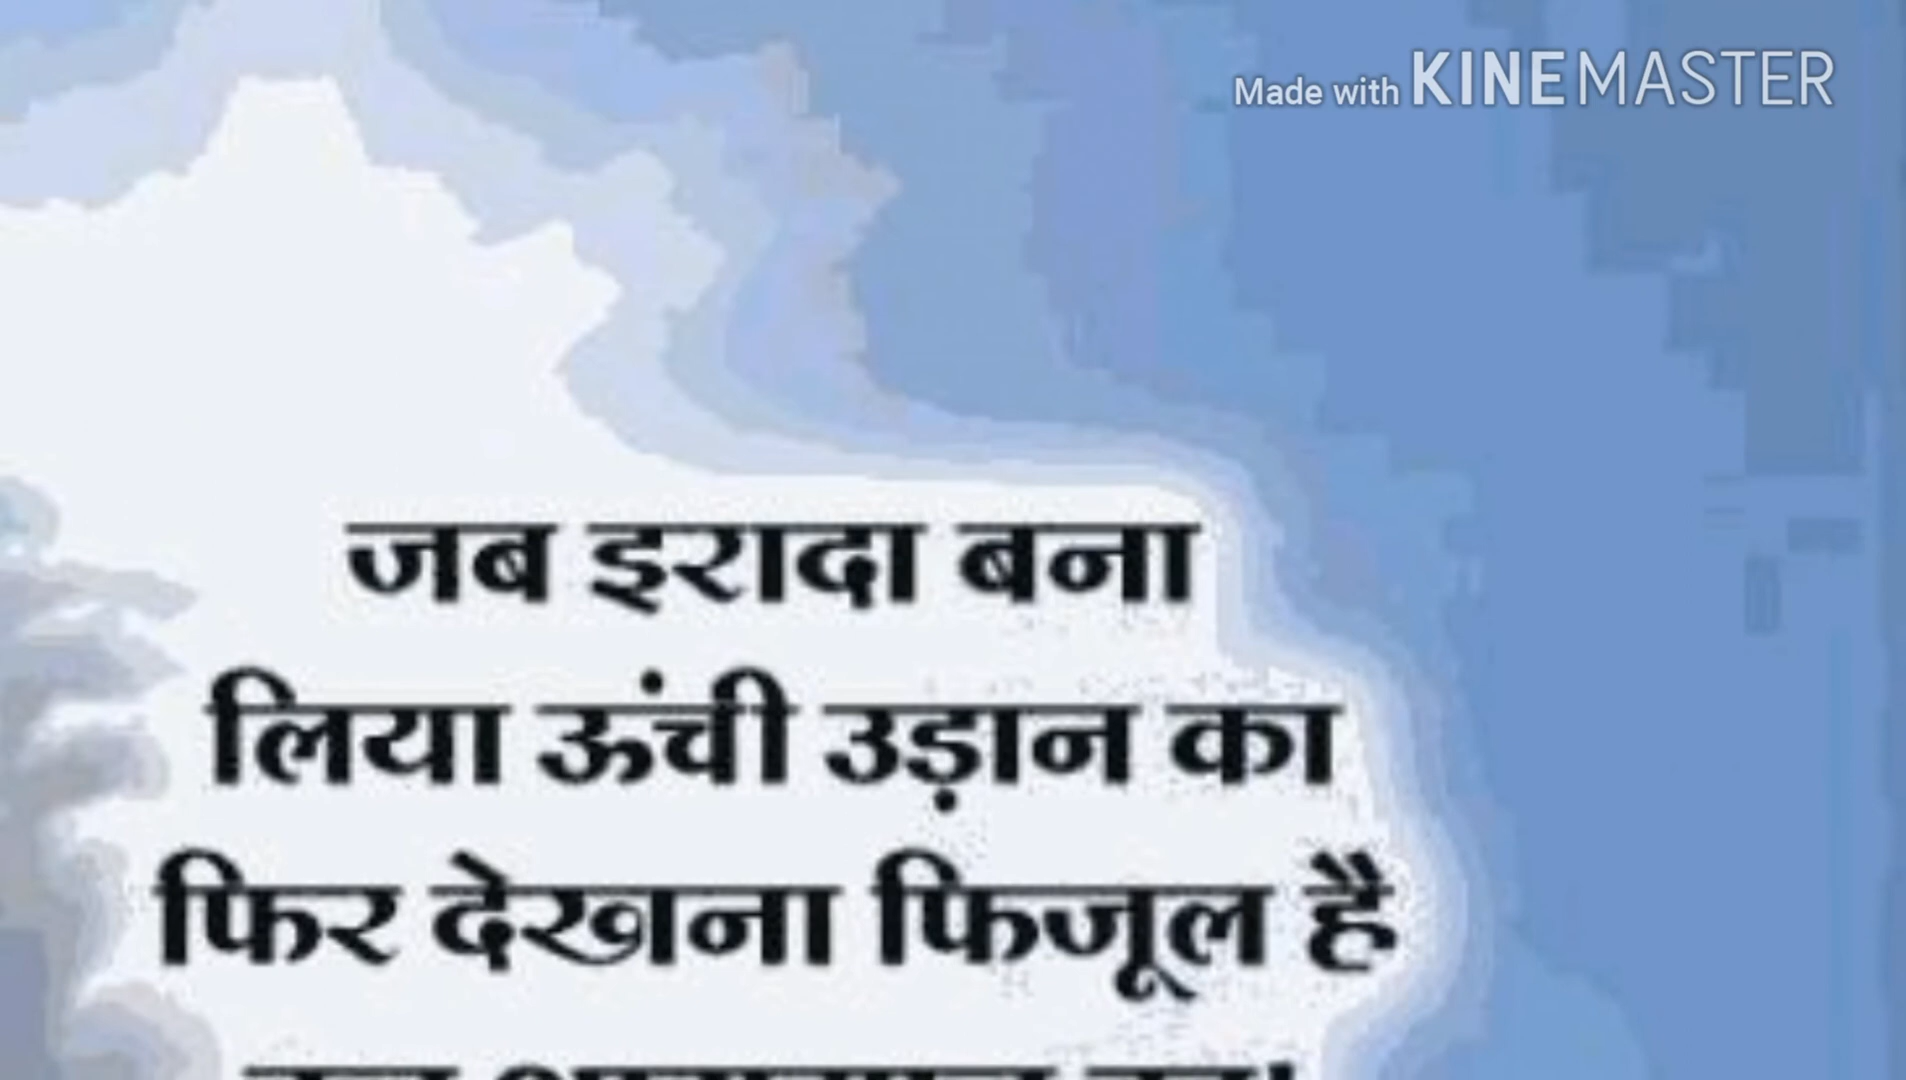 Made with KINEMASTER
जब इरादा बना
लिया ऊंची उड़ान का
फिर देखना फिजूल है